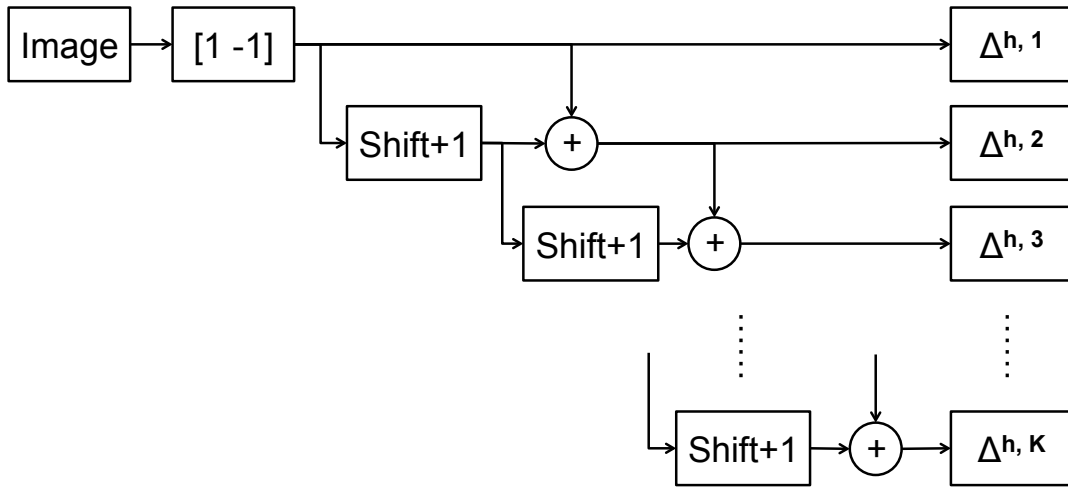 Image
[1 -1]
Δh, 1
Shift+1
+
Δh, 2
Shift+1
+
Δh, 3
Shift+1
+
Δh, K